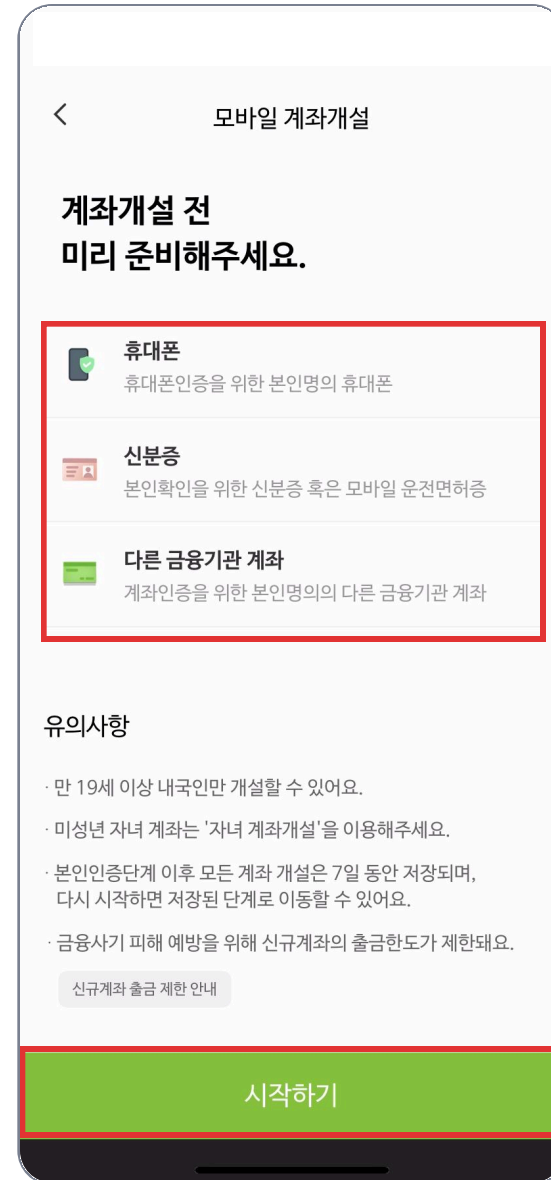 모바일 계좌개설
계좌개설 전
미리 준비해주세요.
휴대폰
휴대폰인증을 위한 본인명의 휴대폰
신분증
본인확인을 위한 신분증 혹은 모바일 운전면허증
다른 금융기관 계좌
계좌인증을 위한 본인명의의 다른 금융기관 계좌
유의사항
· 만 19세 이상 내국인만 개설할 수 있어요.
· 미성년 자녀 계좌는 '자녀 계좌개설'을 이용해주세요.
· 본인인증단계 이후 모든 계좌 개설은 7일 동안 저장되며,
다시 시작하면 저장된 단계로 이동할 수 있어요.
· 금융사기 피해 예방을 위해 신규계좌의 출금한도가 제한돼요.
신규계좌 출금 제한 안내
시작하기